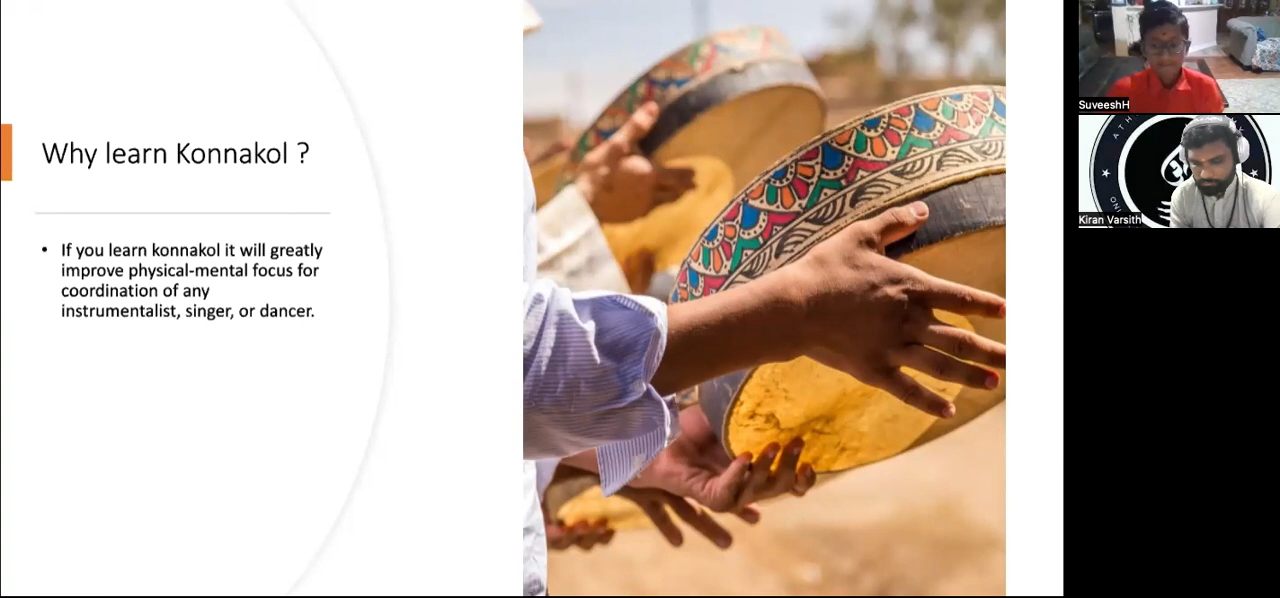 Why learn Konnakol ?
• If you learn konnakol it will greatly
improve physical-mental focus for
coordination of any
instrumentalist, singer, or dancer.
SuveeshH
ATH
Kiran Varsith